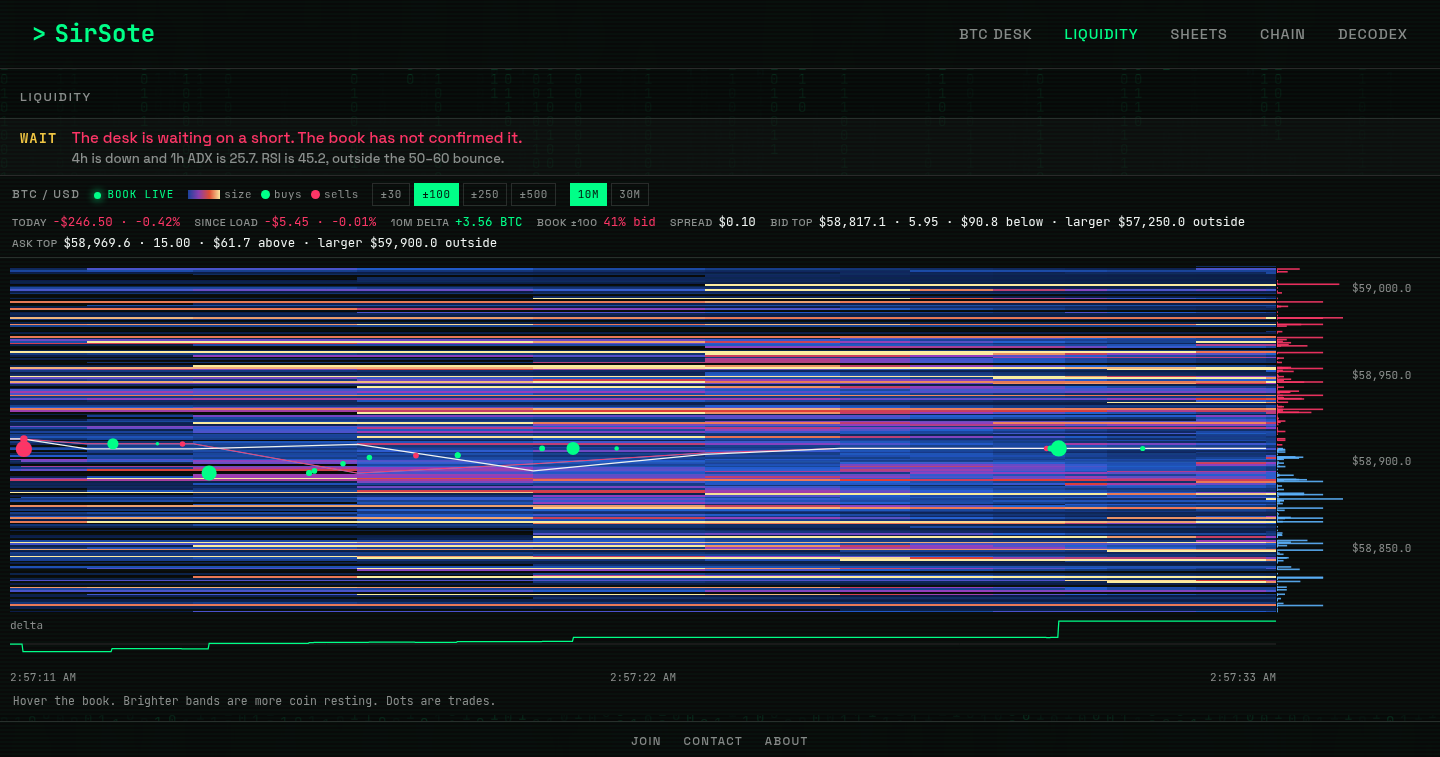 > SirSote
BTC DESK LIQUIDITY SHEETS CHAIN DECODEX
LIQUIDITY
WAIT The desk is waiting on a short. The book has not confirmed it.
4h is down and 1h ADX is 25.7. RSI is 45.2, outside the 50–60 bounce.
BTC / USD BOOK LIVE size buys sells ±30 ±100 ±250 ±500 10M 30M
TODAY -$246.50 · -0.42% SINCE LOAD -$5.45 · -0.01% 10M DELTA +3.56 BTC BOOK ±100 41% bid SPREAD $0.10 BID TOP $58,817.1 · 5.95 · $90.8 below · larger $57,250.0 outside
ASK TOP $58,969.6 · 15.00 · $61.7 above · larger $59,900.0 outside
$59,000.0
$58,950.0
$58,900.0
$58,850.0
delta
2:57:11 AM 2:57:22 AM 2:57:33 AM
Hover the book. Brighter bands are more coin resting. Dots are trades.
JOIN CONTACT ABOUT